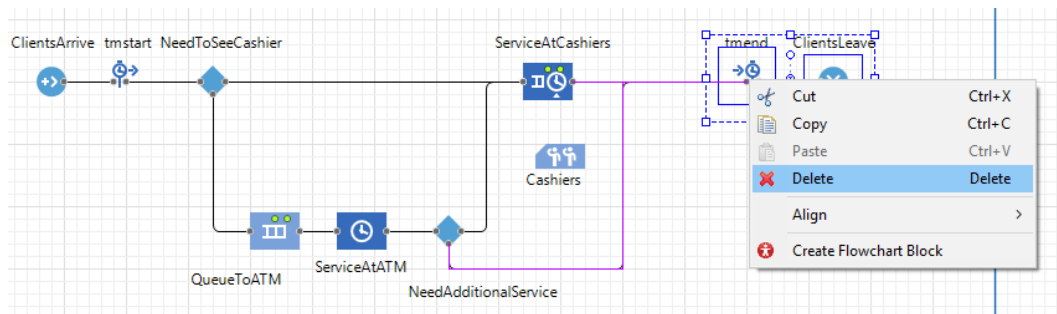 ClientsArrive tmstart NeedToSeeCashier ServiceAtCashiers tmend ClientsLeave
Cut Ctrl+X
Copy Ctrl+C
Paste Ctrl+V
Delete Delete
Align
Create Flowchart Block
Cashiers
QueueToATM
ServiceAtATM
NeedAdditionalService